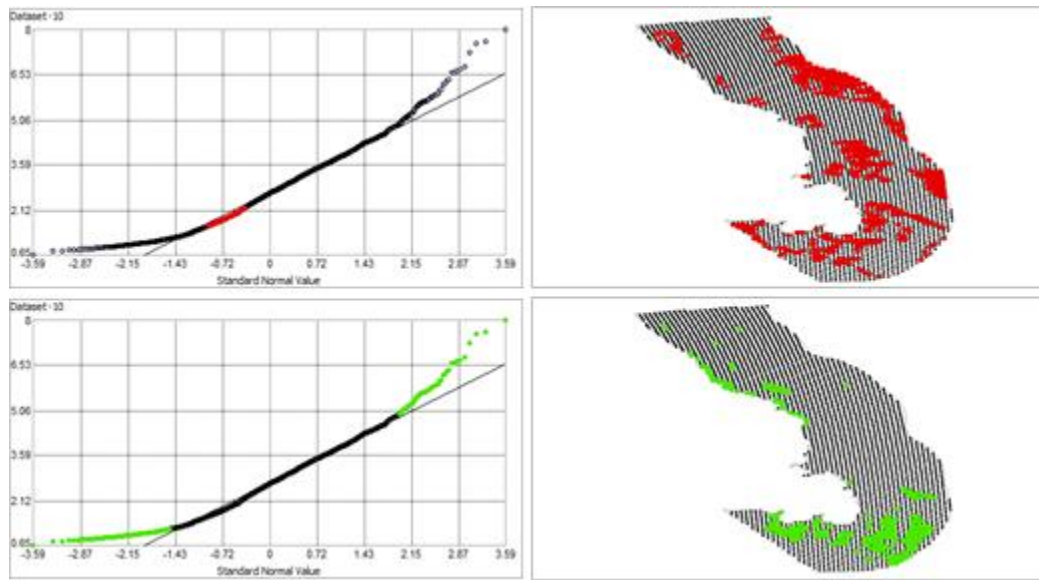 Dataset · 10
8
6.53
5.06
3.59
2.12
0.65
-3.59 -2.87 -2.15 -1.43 -0.72 0 0.72 1.43 2.15 2.87 3.59
Standard Normal Value
Dataset · 10
8
6.53
5.06
3.59
2.12
0.65
-3.59 -2.87 -2.15 -1.43 -0.72 0 0.72 1.43 2.15 2.87 3.59
Standard Normal Value